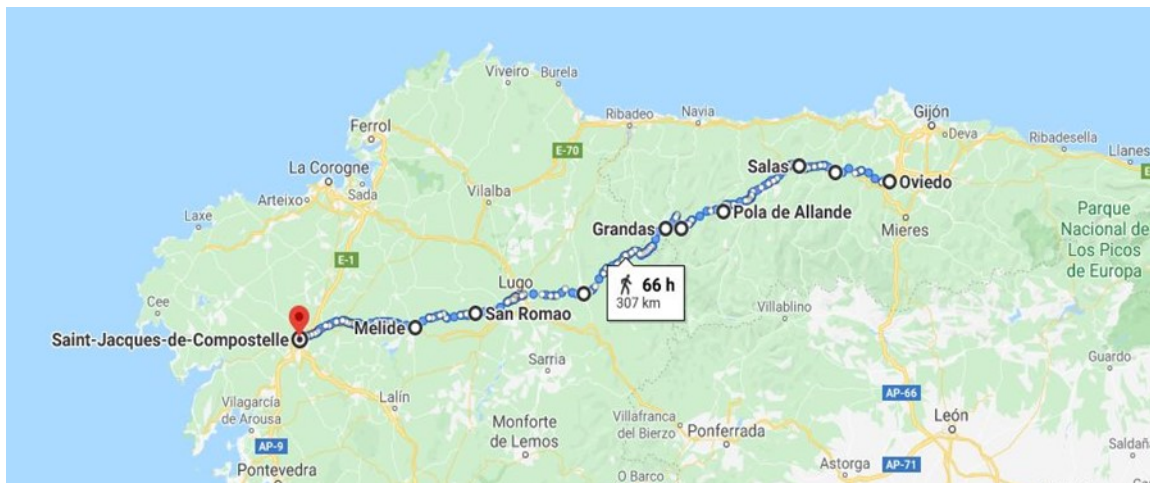 Viveiro
Burela
Ribadeo
Navia
Gijón
Deva
Ribadesella
Llanes
Ferrol
E-70
La Corogne
Sada
Arteixo
Vilalba
Salas
Oviedo
Laxe
Pola de Allande
Parque
Nacional de
Los Picos
de Europa
Mieres
Grandas
E-1
Lugo
66 h
307 km
Cee
San Romao
Villablino
Melide
Saint-Jacques-de-Compostelle
Sarria
Guardo
Lalín
AP-66
Vilagarcía
de Arousa
Monforte
de Lemos
Villafranca
del Bierzo
Ponferrada
León
AP-9
Saldaña
Pontevedra
O Barco
Astorga
AP-71